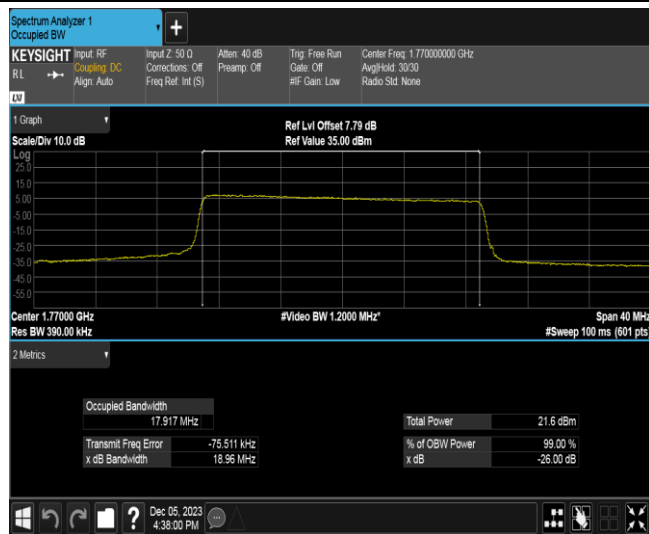 Spectrum Analyzer 1
Occupied BW
+
KEYSIGHT Input: RF Input Z: 50 Ω Atten: 40 dB Trig: Free Run Center Freq: 1.770000000 GHz
RL Coupling: DC Corrections: Off Preamp: Off Gate: Off Avg|Hold: 30/30
Align: Auto Freq Ref: Int (S) #IF Gain: Low Radio Std: None
LXI
1 Graph
Ref Lvl Offset 7.79 dB
Scale/Div 10.0 dB Ref Value 35.00 dBm
Log
25.0
15.0
5.00
-5.00
-15.0
-25.0
-35.0
-45.0
-55.0
Center 1.77000 GHz #Video BW 1.2000 MHz* Span 40 MHz
Res BW 390.00 kHz #Sweep 100 ms (601 pts)
2 Metrics
Occupied Bandwidth
17.917 MHz Total Power 21.6 dBm
Transmit Freq Error -75.511 kHz % of OBW Power 99.00 %
x dB Bandwidth 18.96 MHz x dB -26.00 dB
? Dec 05, 2023
4:38:00 PM